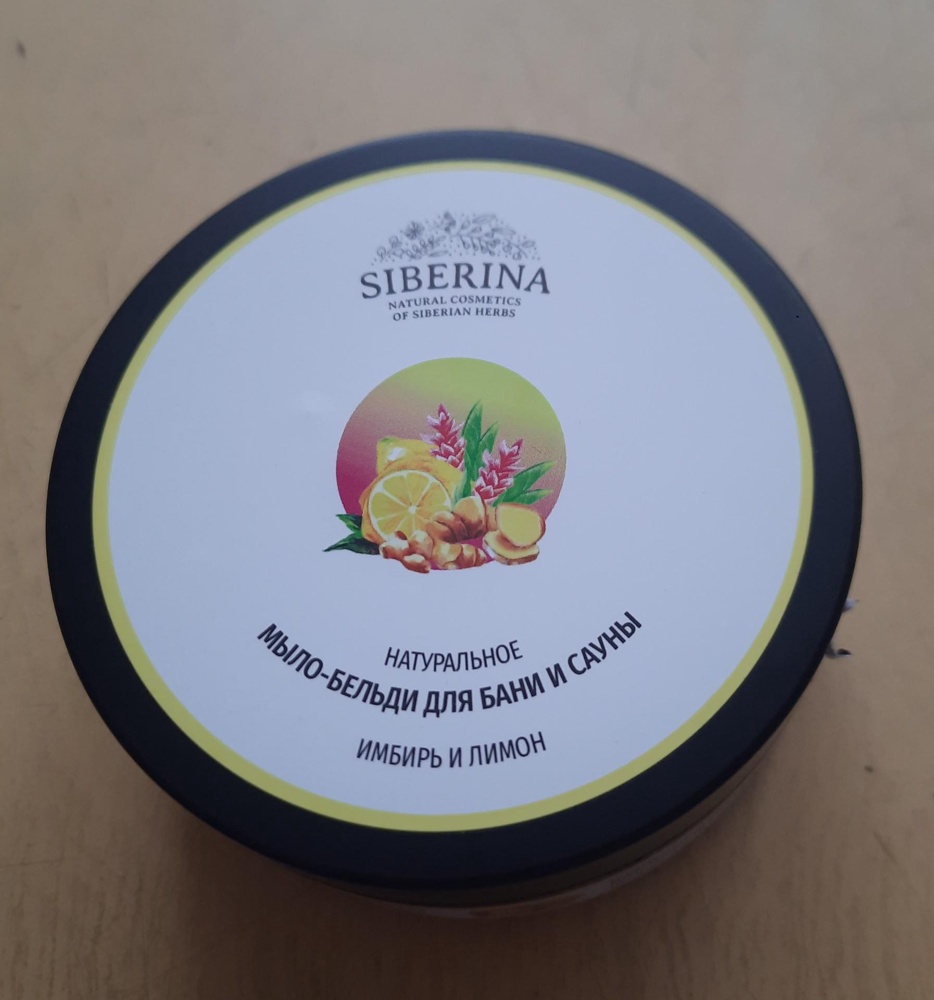 SIBERINA
NATURAL COSMETICS
OF SIBERIAN HERBS
НАТУРАЛЬНОЕ
МЫЛО-БЕЛЬДИ ДЛЯ БАНИ И САУНЫ
ИМБИРЬ И ЛИМОН